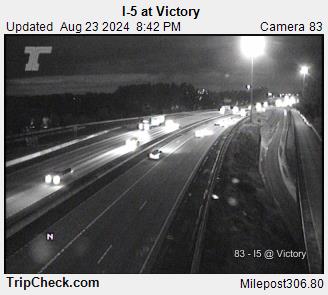 I-5 at Victory
Updated Aug 23 2024 8:42 PM Camera 83
T
N
83 - I5 @ Victory
TripCheck.com Milepost306.80